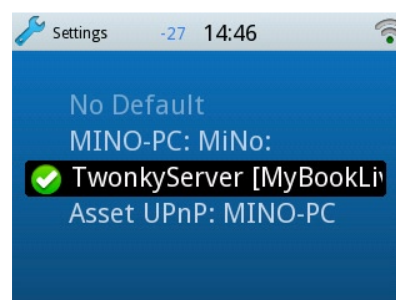 Settings -27 14:46
No Default
MINO-PC: MiNo:
TwonkyServer [MyBookLiv
Asset UPnP: MINO-PC